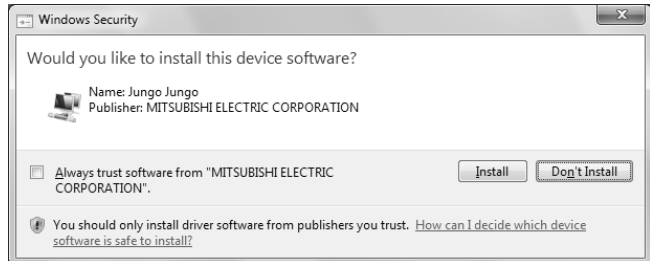 Windows Security
Would you like to install this device software?
Name: Jungo Jungo
Publisher: MITSUBISHI ELECTRIC CORPORATION
Always trust software from "MITSUBISHI ELECTRIC
CORPORATION".
Install
Don't Install
You should only install driver software from publishers you trust. How can I decide which device
software is safe to install?